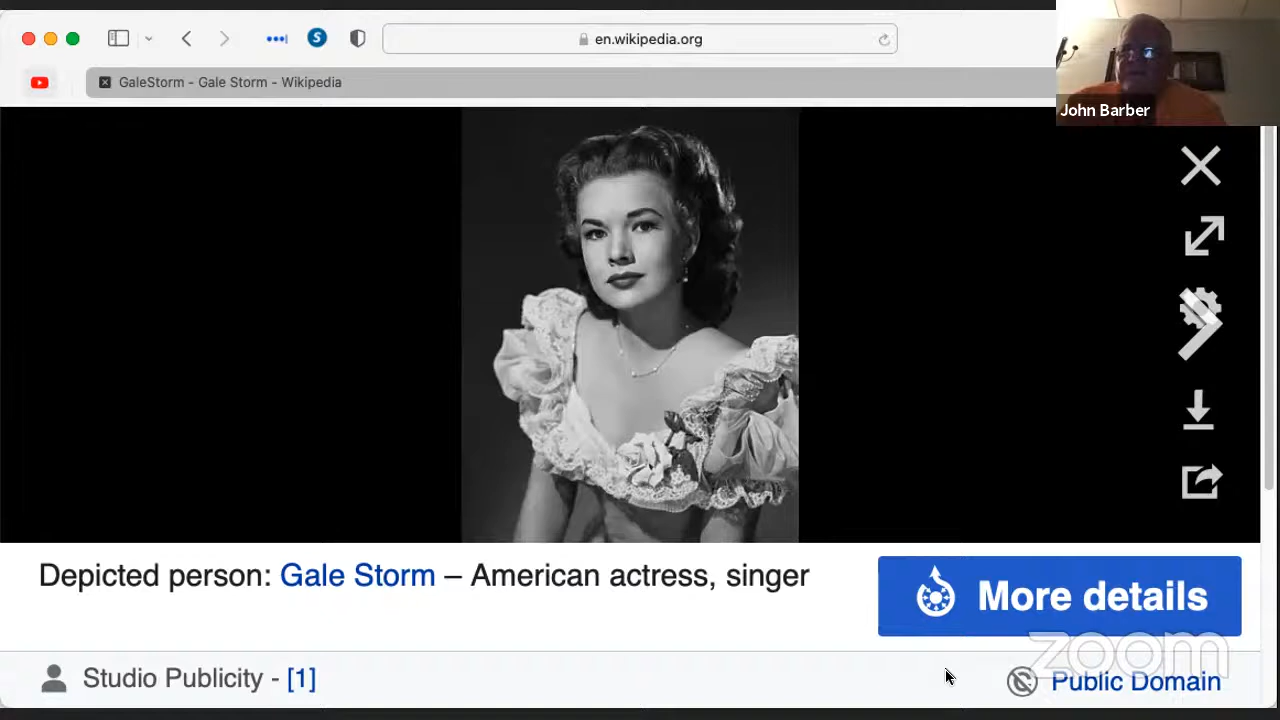 en.wikipedia.org
GaleStorm - Gale Storm - Wikipedia
John Barber
Depicted person: Gale Storm – American actress, singer
More details
Studio Publicity - [1]
Public Domain
zoom